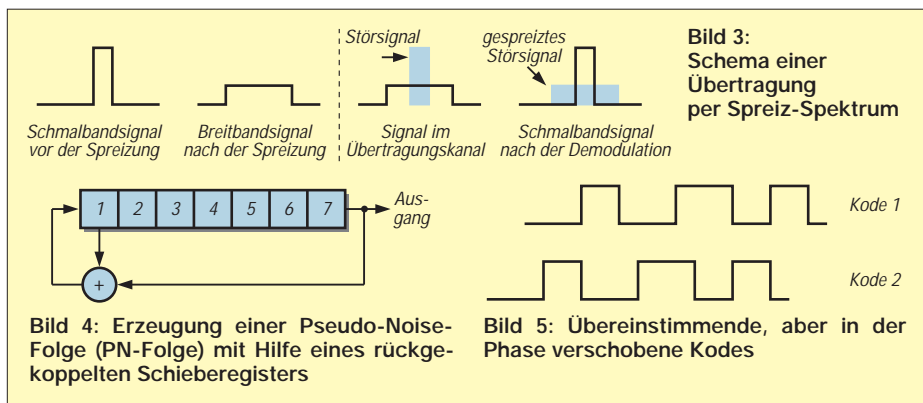 Störsignal
gespreiztes
Störsignal
Bild 3:
Schema einer
Übertragung
per Spreiz-Spektrum
Schmalbandsignal
vor der Spreizung
Breitbandsignal
nach der Spreizung
Signal im
Übertragungskanal
Schmalbandsignal
nach der Demodulation
1 2 3 4 5 6 7
Aus-
gang
+
Bild 4: Erzeugung einer Pseudo-Noise-
Folge (PN-Folge) mit Hilfe eines rückge-
koppelten Schieberegisters
Kode 1
Kode 2
Bild 5: Übereinstimmende, aber in der
Phase verschobene Kodes